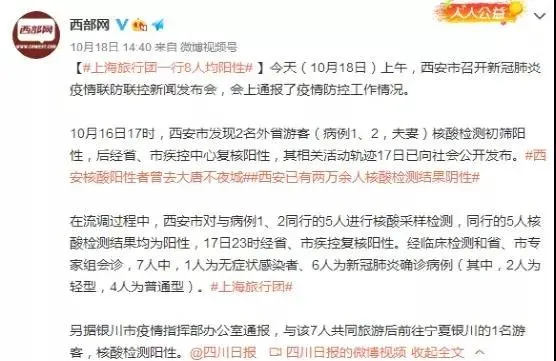 西部网
10月18日 14:40 来自 微博视频号
人人公益
西部网
【#上海旅行团一行8人均阳性#】今天（10月18日）上午，西安市召开新冠肺炎
疫情联防联控新闻发布会，会上通报了疫情防控工作情况。
10月16日17时，西安市发现2名外省游客（病例1、2，夫妻）核酸检测初筛阳
性，后经省、市疾控中心复核阳性，其相关活动轨迹17日已向社会公开发布。#西
安核酸阳性者曾去大唐不夜城##西安已有两万余人核酸检测结果阴性#
在流调过程中，西安市对与病例1、2同行的5人进行核酸采样检测，同行的5人核
酸检测结果均为阳性，17日23时经省、市疾控复核阳性。经临床检测和省、市专
家组会诊，7人中，1人为无症状感染者、6人为新冠肺炎确诊病例（其中，2人为
轻型，4人为普通型）。#上海旅行团#
另据银川市疫情指挥部办公室通报，与该7人共同旅游后前往宁夏银川的1名游
客，核酸检测阳性。@四川日报 四川日报的微博视频 收起全文